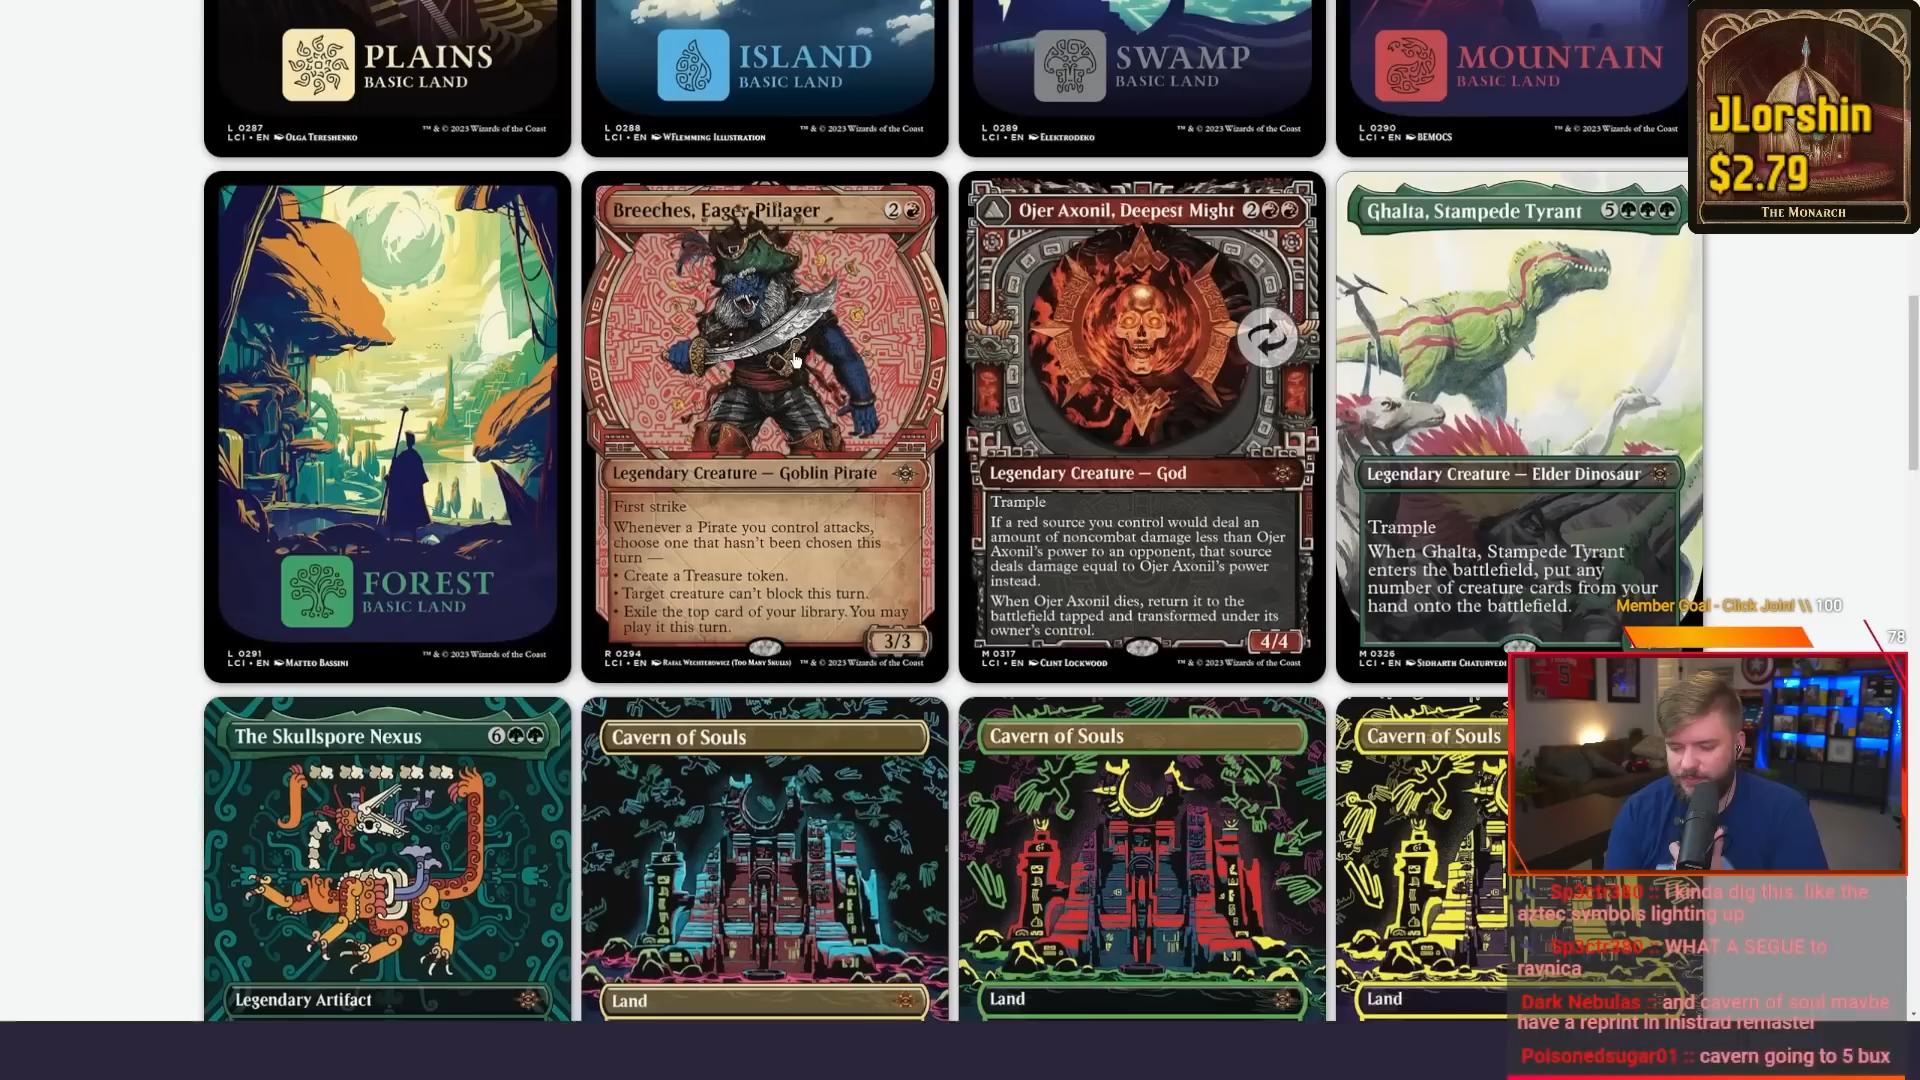 PLAINS
BASIC LAND
L 0287
LCI • EN OLGA TERESHENKO
™ & © 2023 Wizards of the Coast
ISLAND
BASIC LAND
L 0288
LCI • EN WFLEMMING ILLUSTRATION
™ & © 2023 Wizards of the Coast
SWAMP
BASIC LAND
L 0289
LCI • EN ELEKTRODEKO
™ & © 2023 Wizards of the Coast
MOUNTAIN
BASIC LAND
L 0290
LCI • EN BEMOCS
™ & © 2023 Wizards of the Coast
JLorshin
$2.79
THE MONARCH
FOREST
BASIC LAND
L 0291
LCI • EN MATTEO BASSINI
™ & © 2023 Wizards of the Coast
Breeches, Eager Pillager 2
Legendary Creature — Goblin Pirate
First strike
Whenever a Pirate you control attacks,
choose one that hasn't been chosen this
turn —
• Create a Treasure token.
• Target creature can't block this turn.
• Exile the top card of your library. You may
play it this turn.
3/3
R 0294
LCI • EN RAFAL WECHTEROWICZ (TOO MANY SKULLS)
™ & © 2023 Wizards of the Coast
Ojer Axonil, Deepest Might 2
Legendary Creature — God
Trample
If a red source you control would deal an
amount of noncombat damage less than Ojer
Axonil's power to an opponent, that source
deals damage equal to Ojer Axonil's power
instead.
When Ojer Axonil dies, return it to the
battlefield tapped and transformed under its
owner's control.
4/4
M 0317
LCI • EN CLINT LOCKWOOD
™ & © 2023 Wizards of the Coast
Ghalta, Stampede Tyrant 5
Legendary Creature — Elder Dinosaur
Trample
When Ghalta, Stampede Tyrant
enters the battlefield, put any
number of creature cards from your
hand onto the battlefield.
M 0326
LCI • EN SIDHARTH CHATURVEDI
Member Goal - Click Join! \\ 100
78
The Skullspore Nexus 6
Legendary Artifact
Cavern of Souls
Land
Cavern of Souls
Land
Cavern of Souls
Land
Sp3ctr380 :: I kinda dig this. like the
aztec symbols lighting up
Sp3ctr380 :: WHAT A SEGUE to
ravnica
Dark Nebulas :: and cavern of soul maybe
have a reprint in inistrad remaster
Poisonedsugar01 :: cavern going to 5 bux